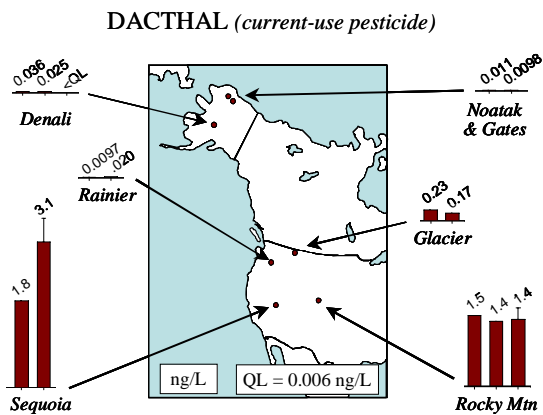 DACTHAL (current-use pesticide)
0.036 0.025 <QL
Denali
0.011 0.0098
Noatak
& Gates
0.0097 .020
Rainier
0.23 0.17
Glacier
1.8 3.1
Sequoia
1.5 1.4 1.4
Rocky Mtn
ng/L
QL = 0.006 ng/L